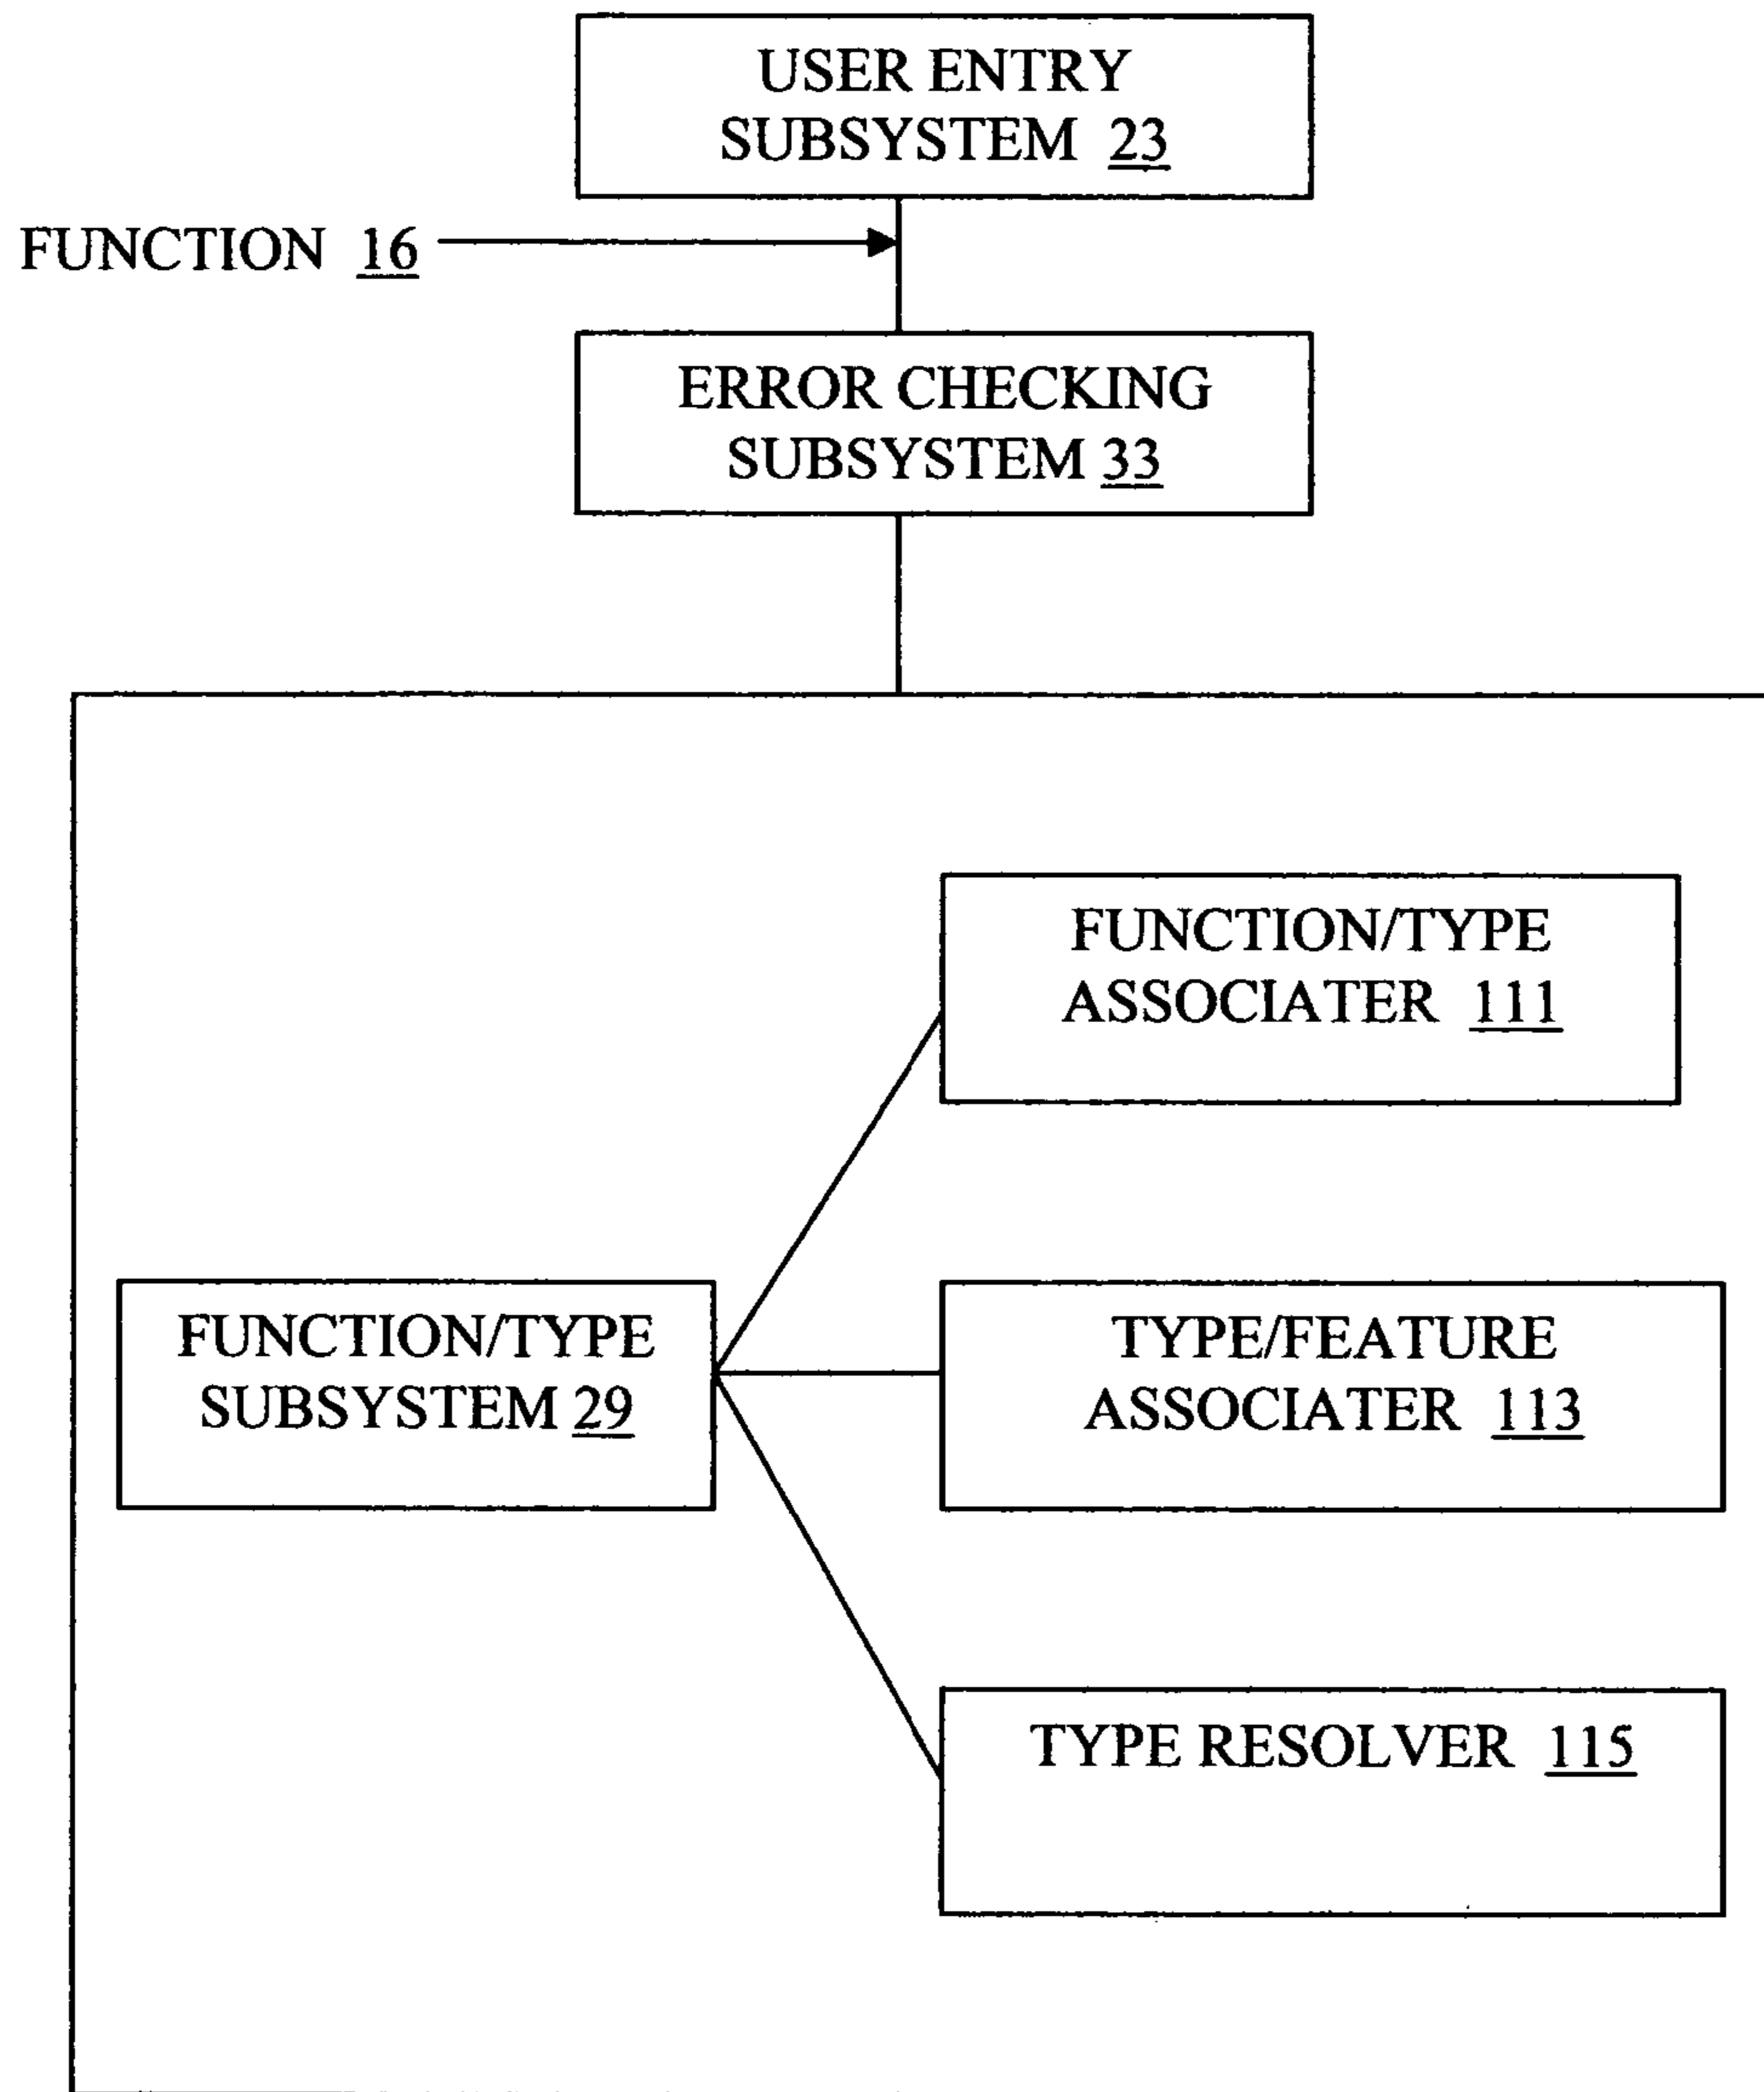 USER ENTRY
SUBSYSTEM 23
FUNCTION 16
ERROR CHECKING
SUBSYSTEM 33
FUNCTION/TYPE
ASSOCIATER 111
FUNCTION/TYPE
SUBSYSTEM 29
TYPE/FEATURE
ASSOCIATER 113
TYPE RESOLVER 115